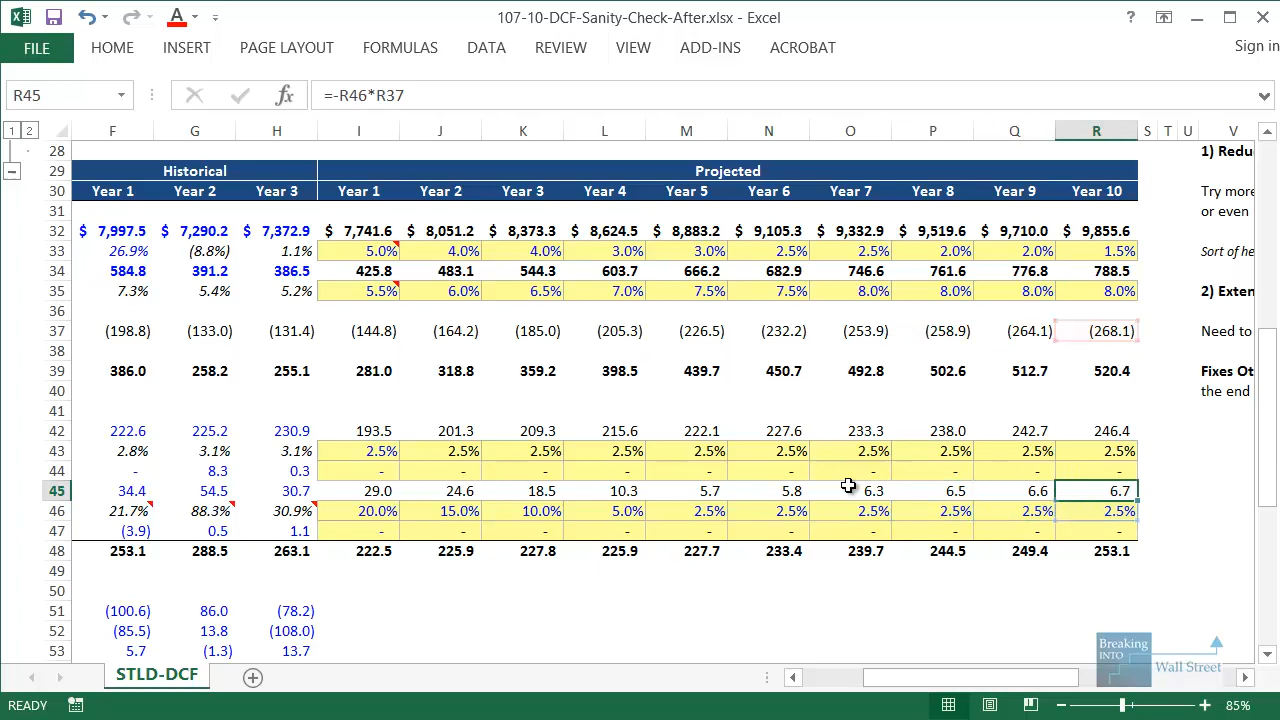 107-10-DCF-Sanity-Check-After.xlsx - Excel
FILE HOME INSERT PAGE LAYOUT FORMULAS DATA REVIEW VIEW ADD-INS ACROBAT Sign in
R45 fx =-R46*R37
1 2 F G H I J K L M N O P Q R S T U V
28 1) Redu
29 Historical Projected
30 Year 1 Year 2 Year 3 Year 1 Year 2 Year 3 Year 4 Year 5 Year 6 Year 7 Year 8 Year 9 Year 10 Try more
31 or even
32 $ 7,997.5 $ 7,290.2 $ 7,372.9 $ 7,741.6 $ 8,051.2 $ 8,373.3 $ 8,624.5 $ 8,883.2 $ 9,105.3 $ 9,332.9 $ 9,519.6 $ 9,710.0 $ 9,855.6
33 26.9% (8.8%) 1.1% 5.0% 4.0% 4.0% 3.0% 3.0% 2.5% 2.5% 2.0% 2.0% 1.5% Sort of he
34 584.8 391.2 386.5 425.8 483.1 544.3 603.7 666.2 682.9 746.6 761.6 776.8 788.5
35 7.3% 5.4% 5.2% 5.5% 6.0% 6.5% 7.0% 7.5% 7.5% 8.0% 8.0% 8.0% 8.0% 2) Exten
36
37 (198.8) (133.0) (131.4) (144.8) (164.2) (185.0) (205.3) (226.5) (232.2) (253.9) (258.9) (264.1) (268.1) Need to
38
39 386.0 258.2 255.1 281.0 318.8 359.2 398.5 439.7 450.7 492.8 502.6 512.7 520.4 Fixes Ot
40 the end
41
42 222.6 225.2 230.9 193.5 201.3 209.3 215.6 222.1 227.6 233.3 238.0 242.7 246.4
43 2.8% 3.1% 3.1% 2.5% 2.5% 2.5% 2.5% 2.5% 2.5% 2.5% 2.5% 2.5% 2.5%
44 - 8.3 0.3 - - - - - - - - - -
45 34.4 54.5 30.7 29.0 24.6 18.5 10.3 5.7 5.8 6.3 6.5 6.6 6.7
46 21.7% 88.3% 30.9% 20.0% 15.0% 10.0% 5.0% 2.5% 2.5% 2.5% 2.5% 2.5% 2.5%
47 (3.9) 0.5 1.1 - - - - - - - - - -
48 253.1 288.5 263.1 222.5 225.9 227.8 225.9 227.7 233.4 239.7 244.5 249.4 253.1
49
50
51 (100.6) 86.0 (78.2)
52 (85.5) 13.8 (108.0)
53 5.7 (1.3) 13.7
Breaking
INTO
Wall Street
STLD-DCF
READY 85%